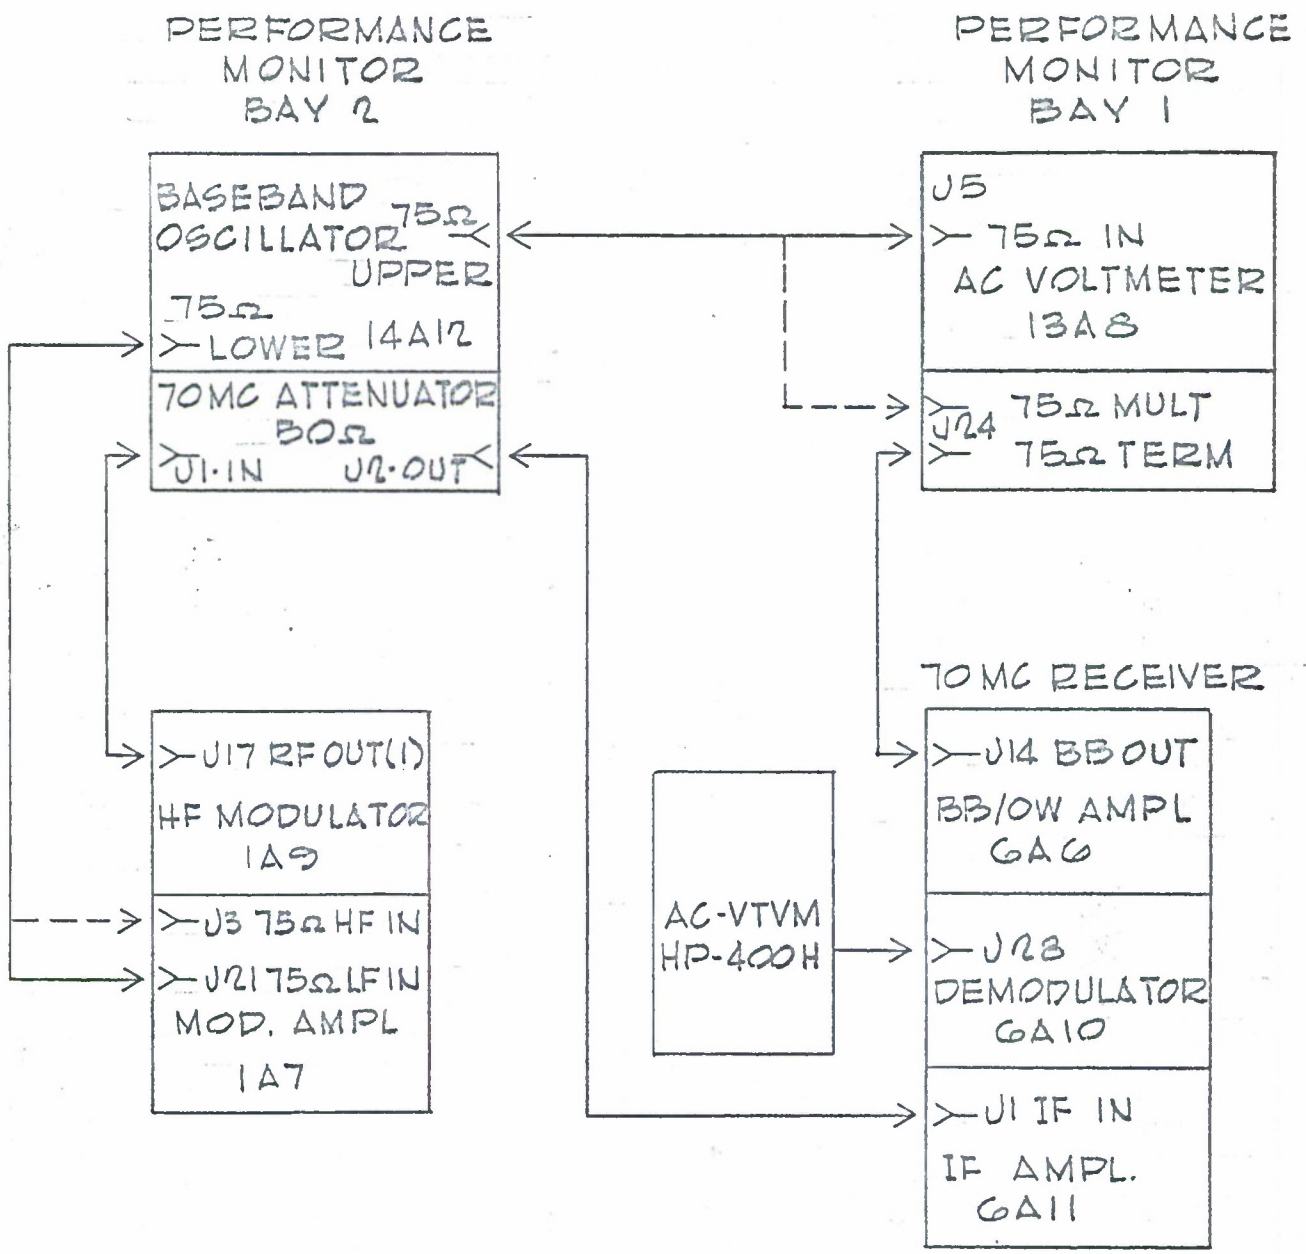 PERFORMANCE
MONITOR
BAY 2
PERFORMANCE
MONITOR
BAY 1
BASEBAND
OSCILLATOR 75Ω
UPPER
75Ω
LOWER 14A12
70MC ATTENUATOR
50Ω
J1·IN J2·OUT
J5
75Ω IN
AC VOLTMETER
13A8
75Ω MULT
J24
75Ω TERM
J17 RF OUT(1)
HF MODULATOR
1A9
J3 75Ω HF IN
J21 75Ω LF IN
MOD. AMPL
1A7
AC-VTVM
HP-400H
70 MC RECEIVER
J14 BB OUT
BB/OW AMPL
6A6
J23
DEMODULATOR
6A10
J1 IF IN
IF AMPL.
6A11